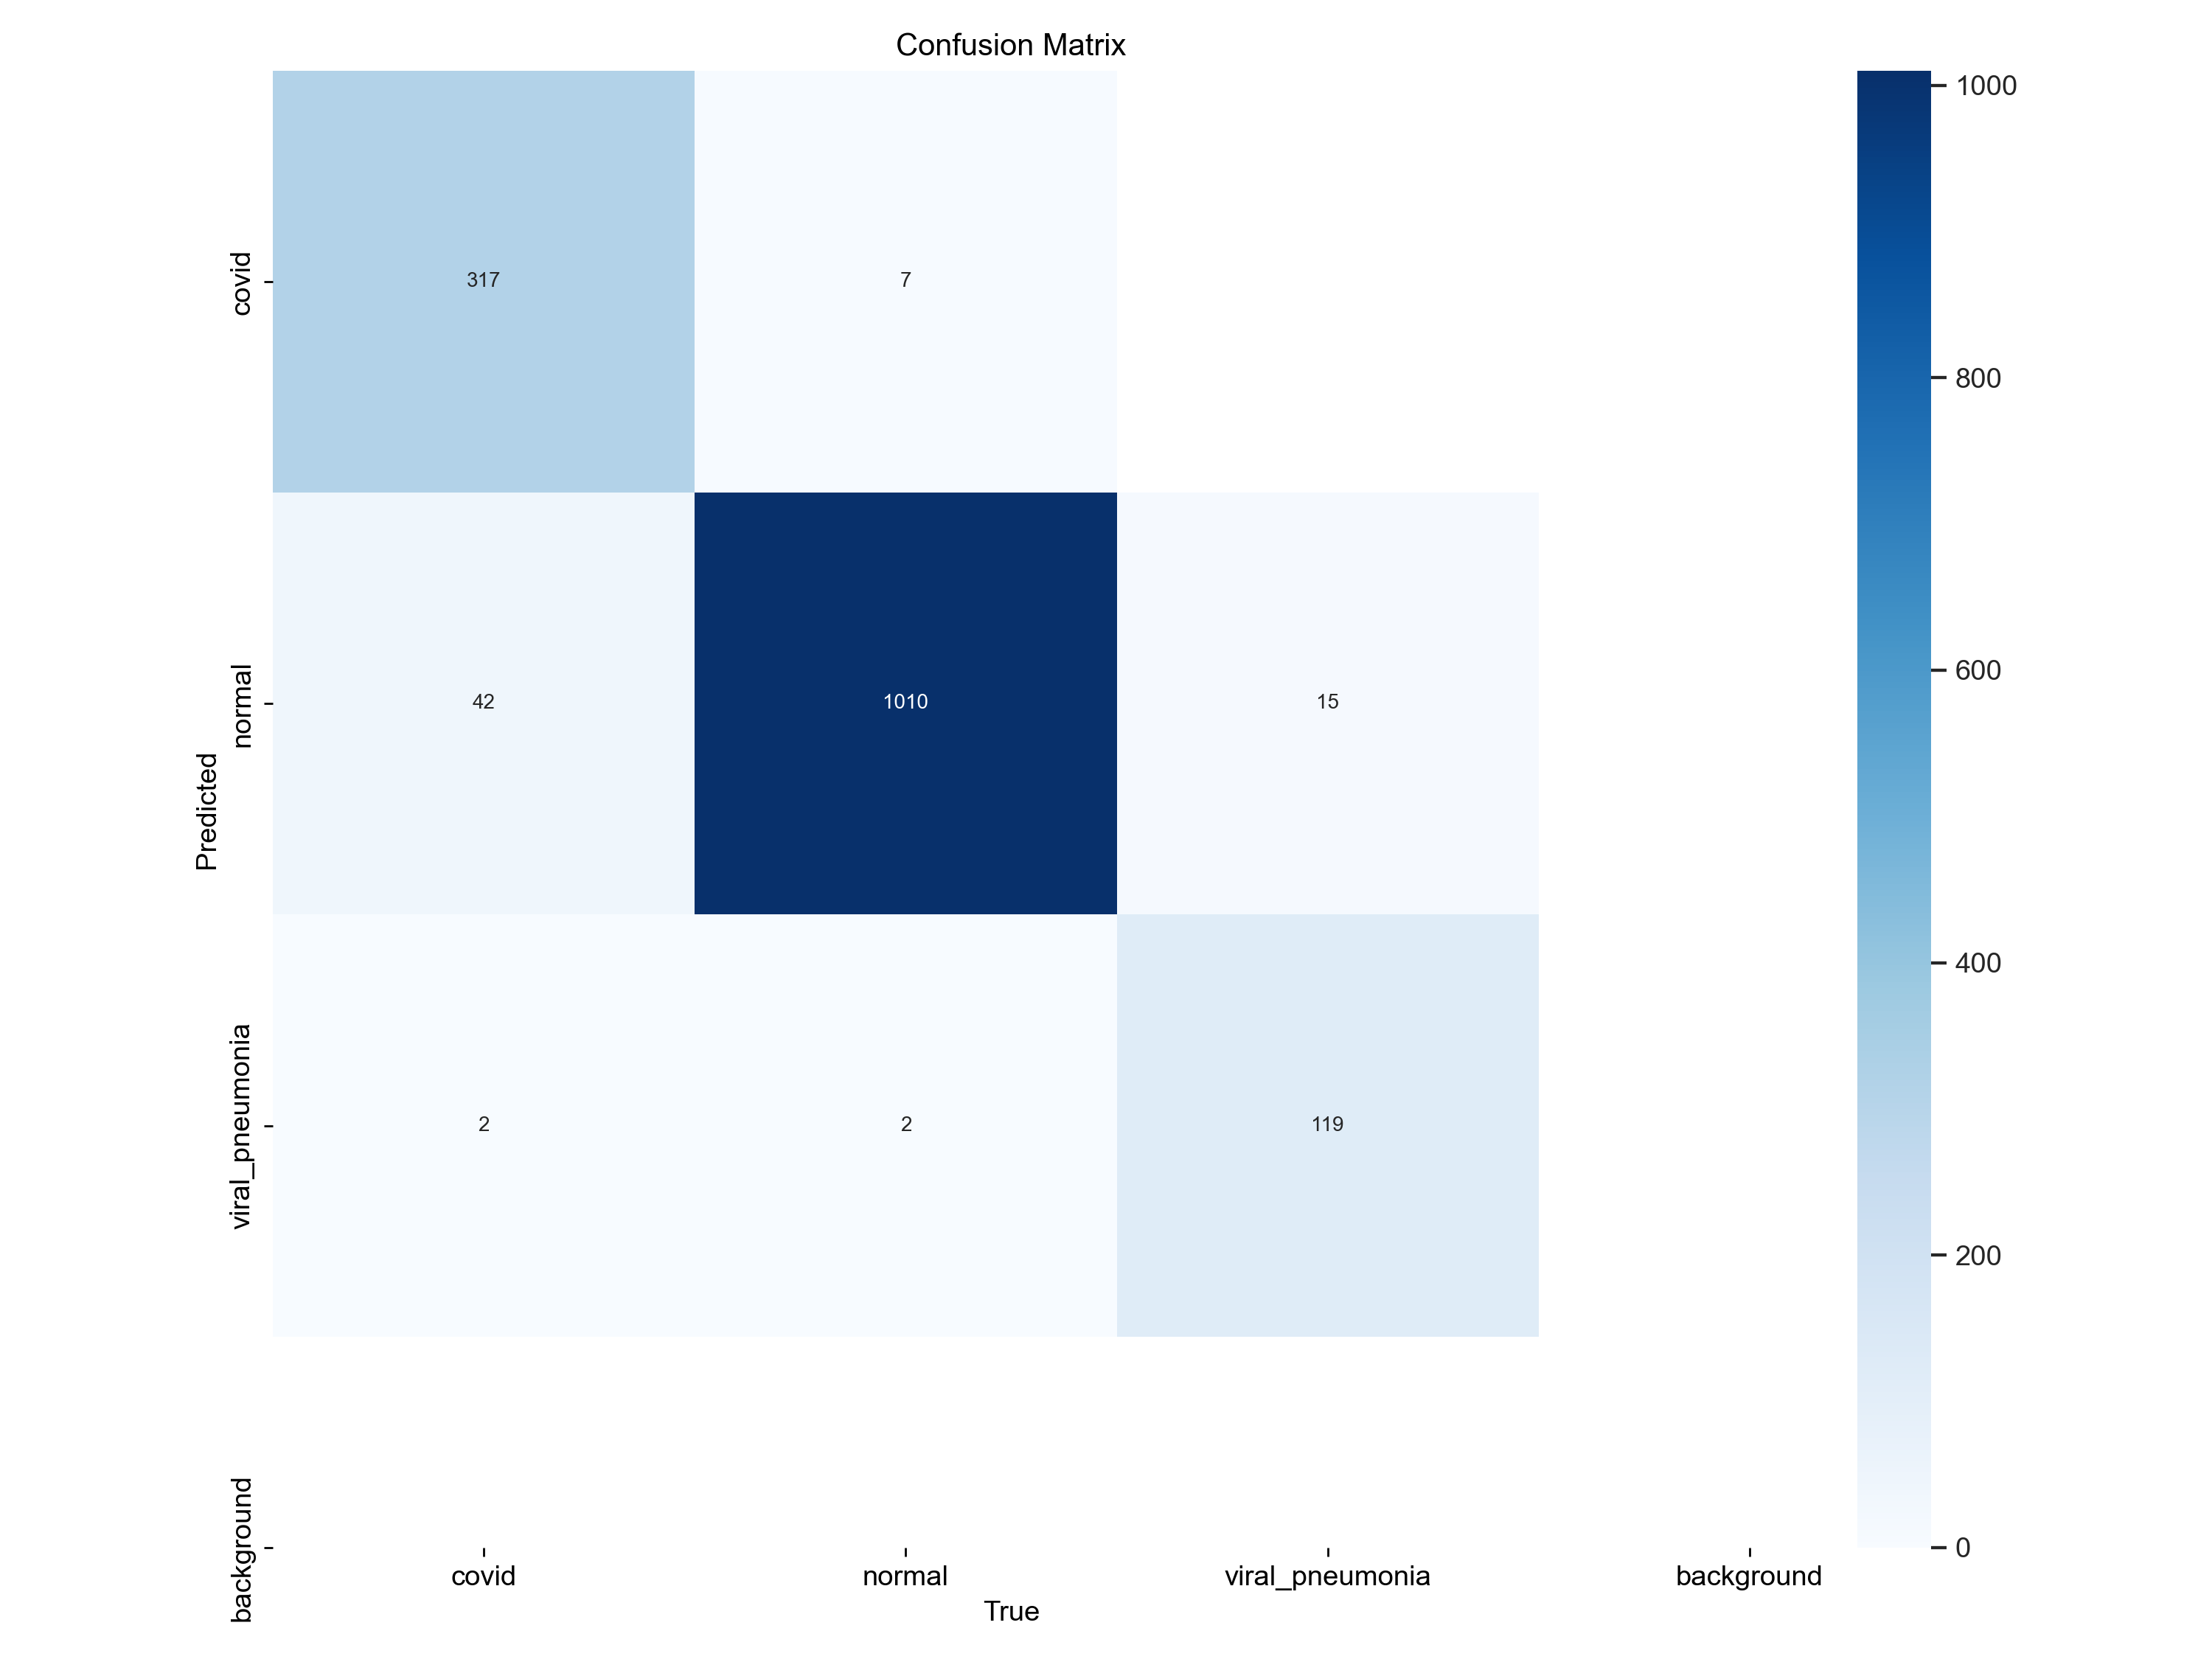 Confusion Matrix
covid
317
7
normal
42
1010
15
viral_pneumonia
2
2
119
background
Predicted
covid
normal
viral_pneumonia
background
True
1000
800
600
400
200
0